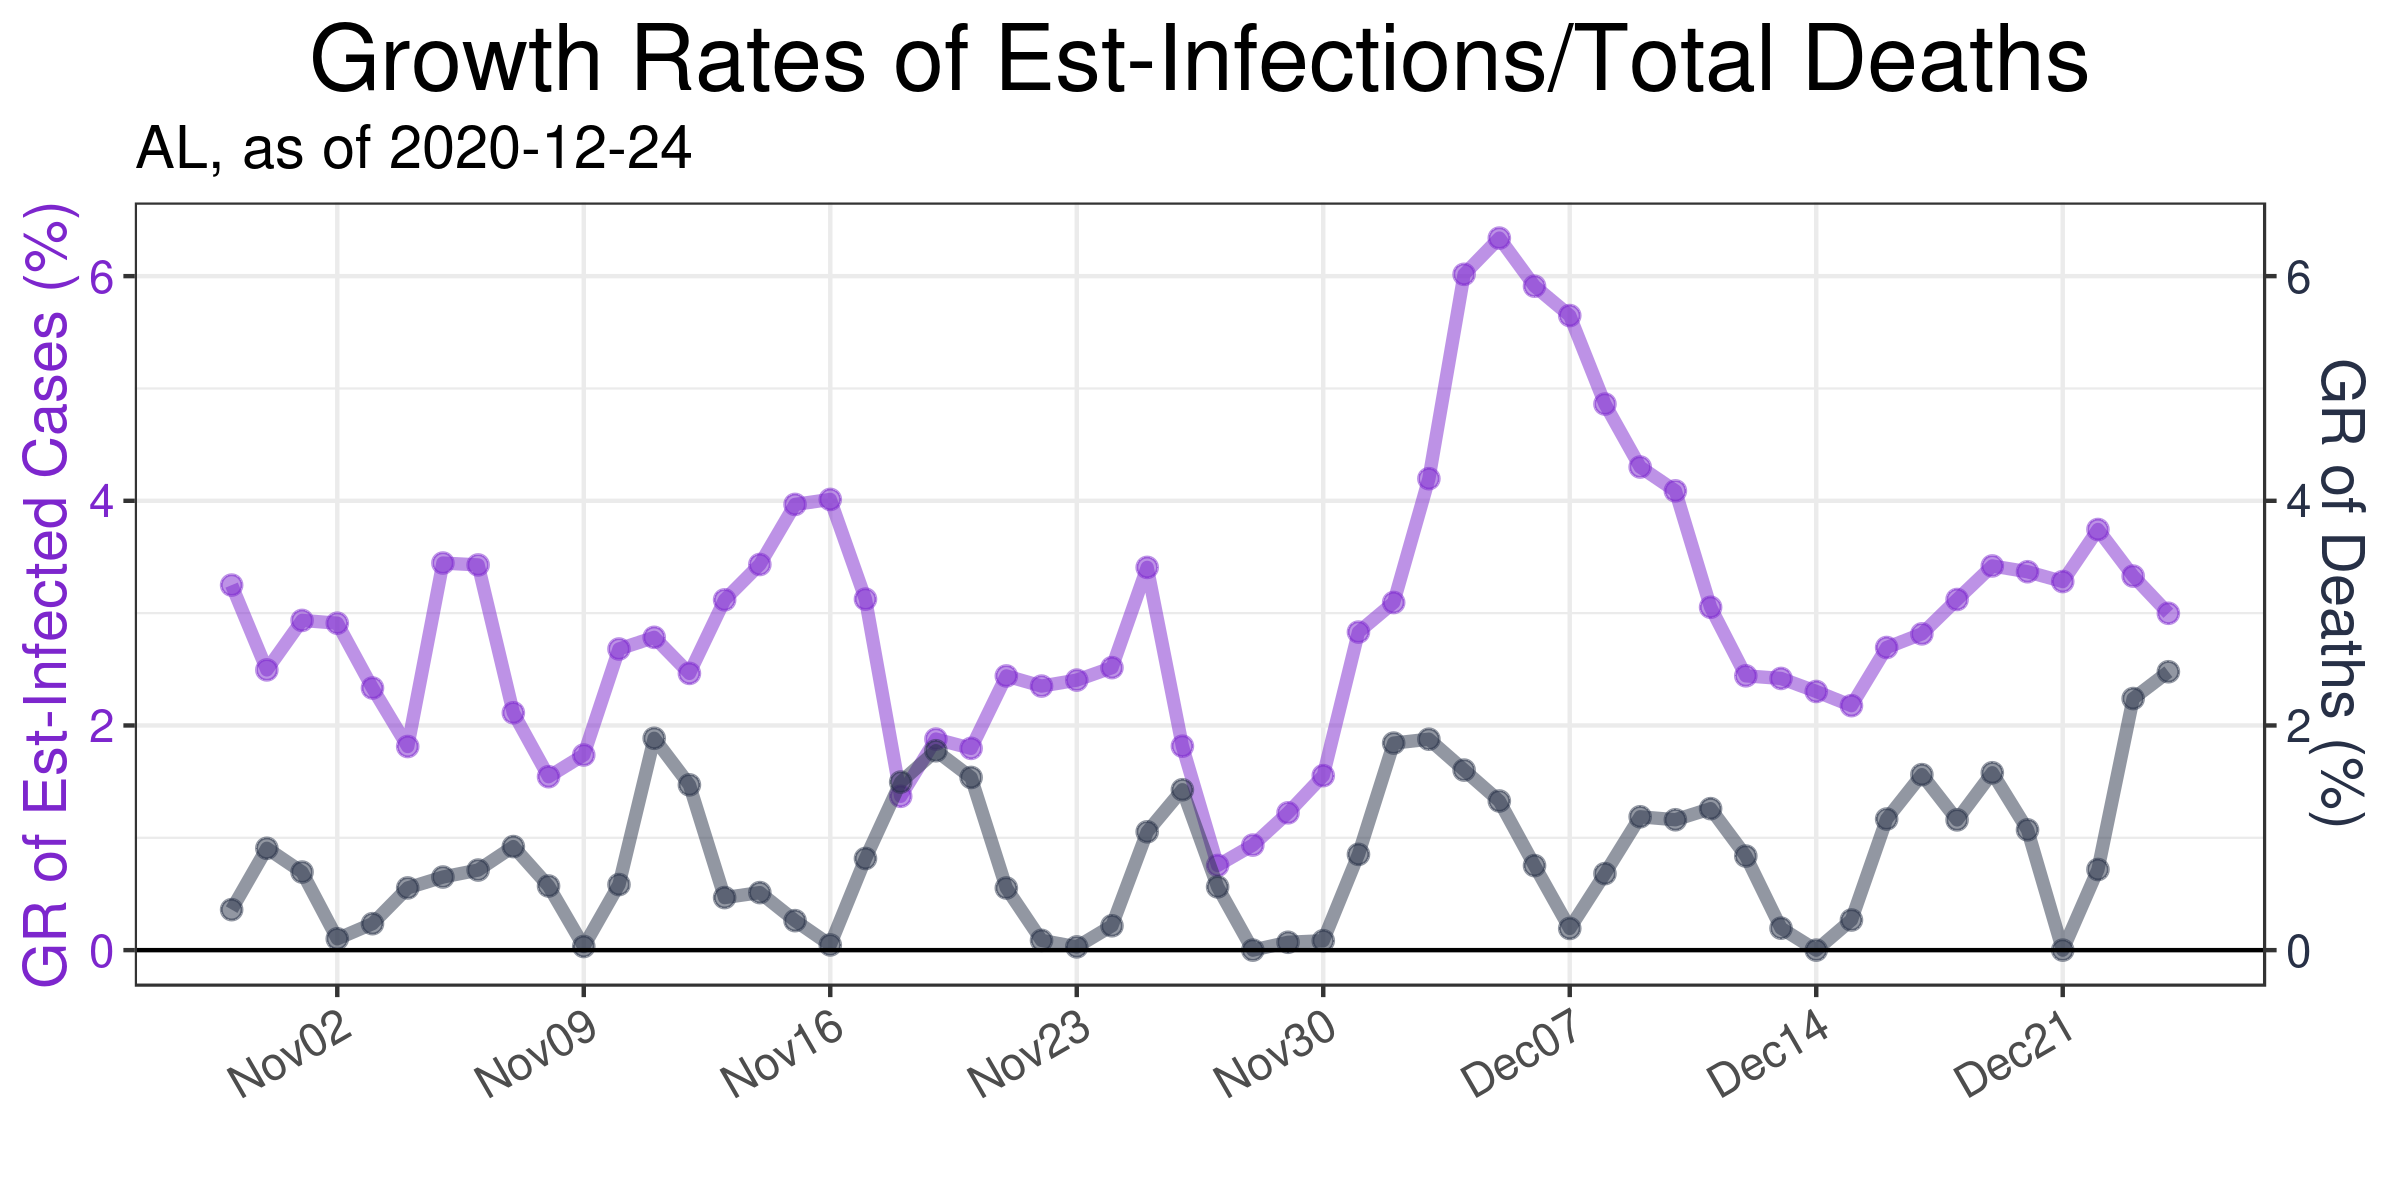 Growth Rates of Est-Infections/Total Deaths
AL, as of 2020-12-24
GR of Est-Infected Cases (%)
6
4
2
0
6
4
2
0
GR of Deaths (%)
Nov02
Nov09
Nov16
Nov23
Nov30
Dec07
Dec14
Dec21